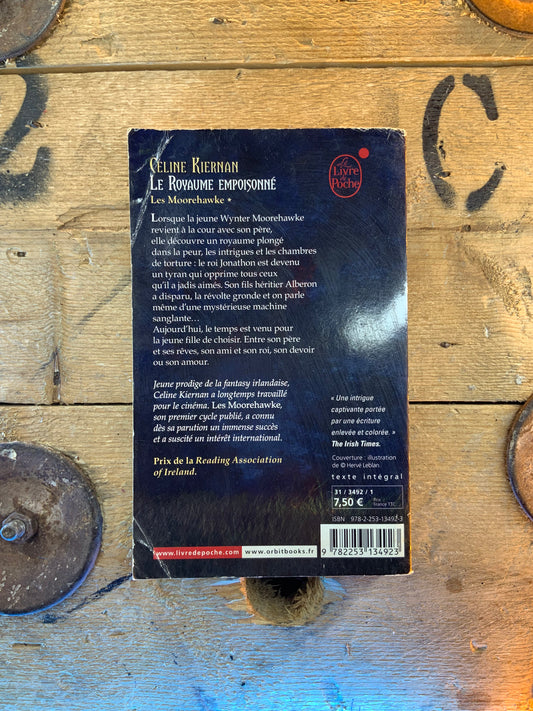 2
C
CELINE KIERNAN
LE ROYAUME EMPOISONNÉ
Les Moorehawke *
Le
Livre
de
Poche
Lorsque la jeune Wynter Moorehawke
revient à la cour avec son père,
elle découvre un royaume plongé
dans la peur, les intrigues et les chambres
de torture : le roi Jonathon est devenu
un tyran qui opprime tous ceux
qu'il a jadis aimés. Son fils héritier Alberon
a disparu, la révolte gronde et on parle
même d'une mystérieuse machine
sanglante...
Aujourd'hui, le temps est venu pour
la jeune fille de choisir. Entre son père
et ses rêves, son ami et son roi, son devoir
ou son amour.
Jeune prodige de la fantasy irlandaise,
Celine Kiernan a longtemps travaillé
pour le cinéma. Les Moorehawke,
son premier cycle publié, a connu
dès sa parution un immense succès
et a suscité un intérêt international.
Prix de la Reading Association
of Ireland.
« Une intrigue
captivante portée
par une écriture
enlevée et colorée. »
The Irish Times.
Couverture : illustration
de © Hervé Leblan.
texte intégral
31 / 3492 / 1
7,50 € Prix
France TTC
ISBN 978-2-253-13492-3
9 782253 134923
www.livredepoche.com www.orbitbooks.fr